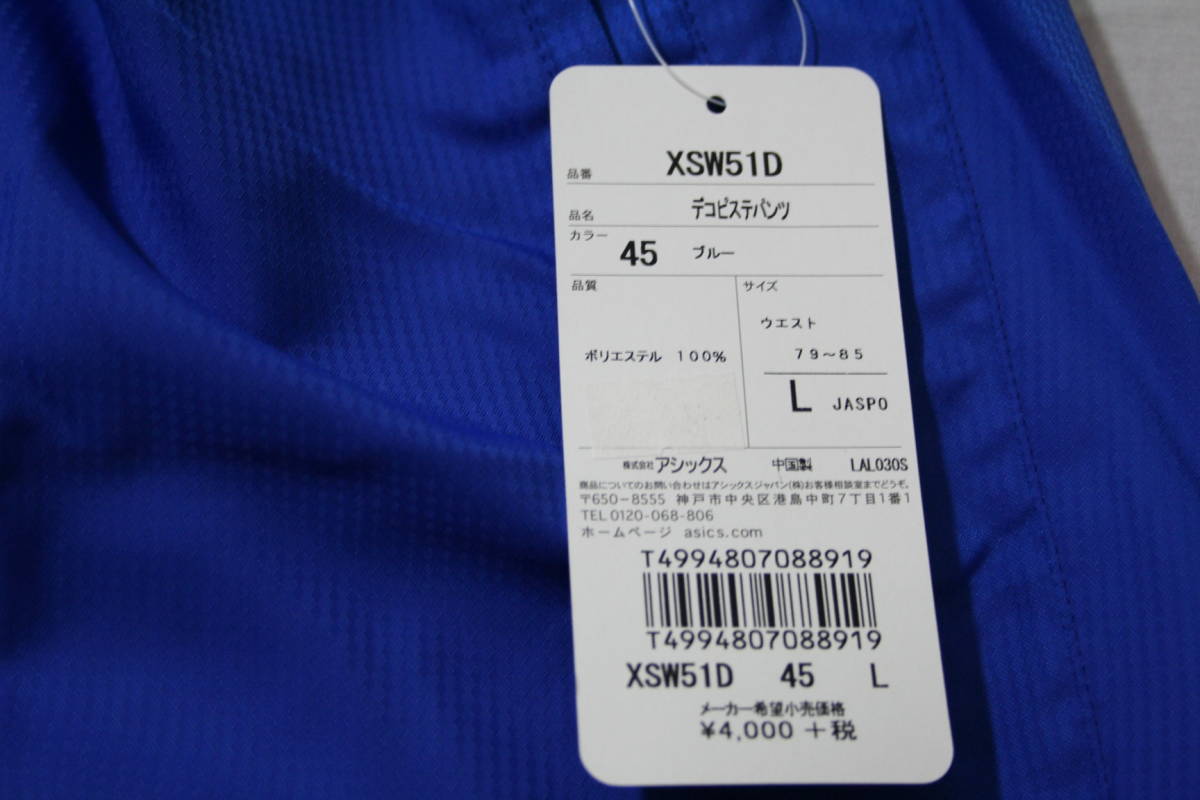 品番 XSW51D
品名 デコピステパンツ
カラー 45 ブルー
品質
ポリエステル 100%
サイズ
ウエスト
79~85
L JASPO
株式会社アシックス 中国製 LAL030S
商品についてのお問い合わせはアシックスジャパン(株)お客様相談室までどうぞ。
〒650-8555 神戸市中央区港島中町7丁目1番1
TEL 0120-068-806
ホームページ asics.com
T4994807088919
T4994807088919
XSW51D 45 L
メーカー希望小売価格
¥4,000 +税